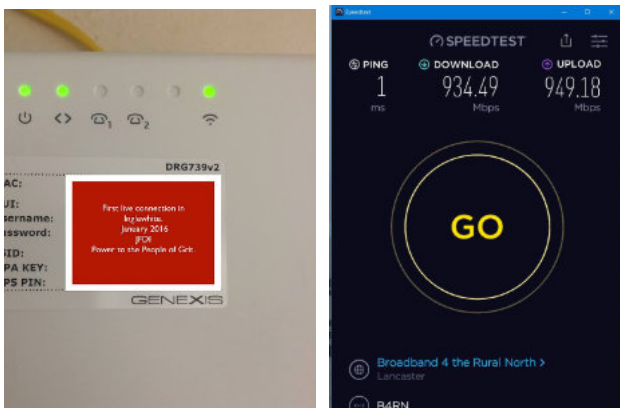 DRG739v2
AC:
UI:
sername:
assword:
SID:
PA KEY:
PS PIN:
First live connection in
Inglewhite.
January 2016
JFDI
Power to the People of Grit.
GENEXIS
1
2
Speedtest
SPEEDTEST
PING
DOWNLOAD
UPLOAD
1
934.49
949.18
ms
Mbps
Mbps
GO
Broadband 4 the Rural North >
Lancaster
B4RN